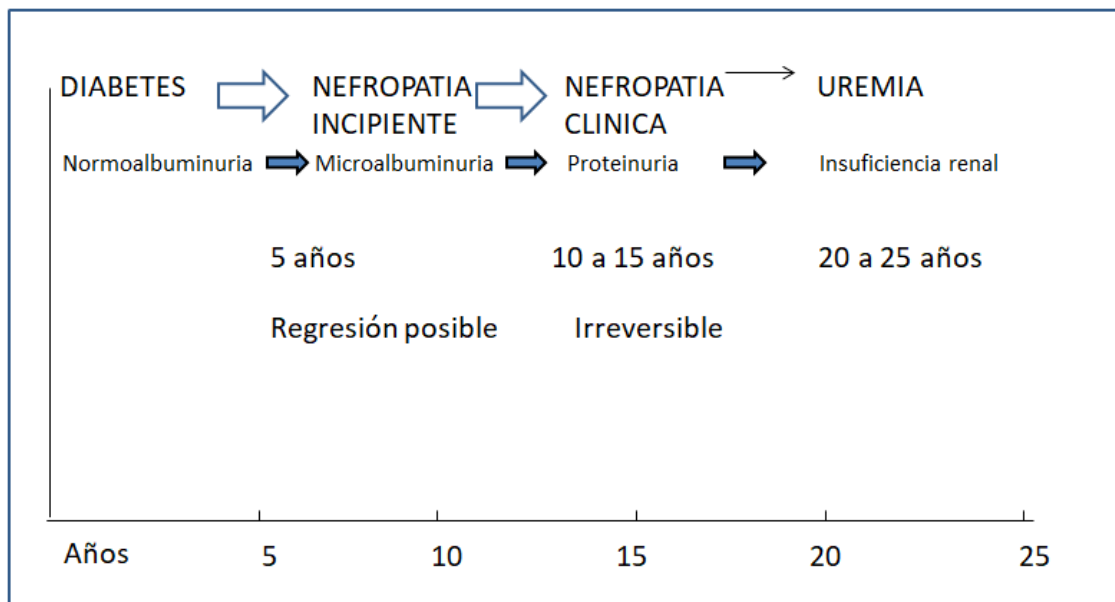 DIABETES NEFROPATIA NEFROPATIA UREMIA
INCIPIENTE CLINICA
Normoalbuminuria Microalbuminuria Proteinuria Insuficiencia renal
5 años 10 a 15 años 20 a 25 años
Regresión posible Irreversible
Años 5 10 15 20 25